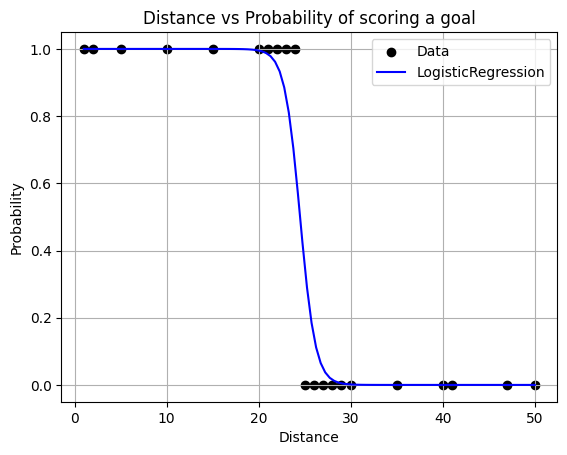 Distance vs Probability of scoring a goal
Data
LogisticRegression
Probability
1.0
0.8
0.6
0.4
0.2
0.0
0 10 20 30 40 50
Distance